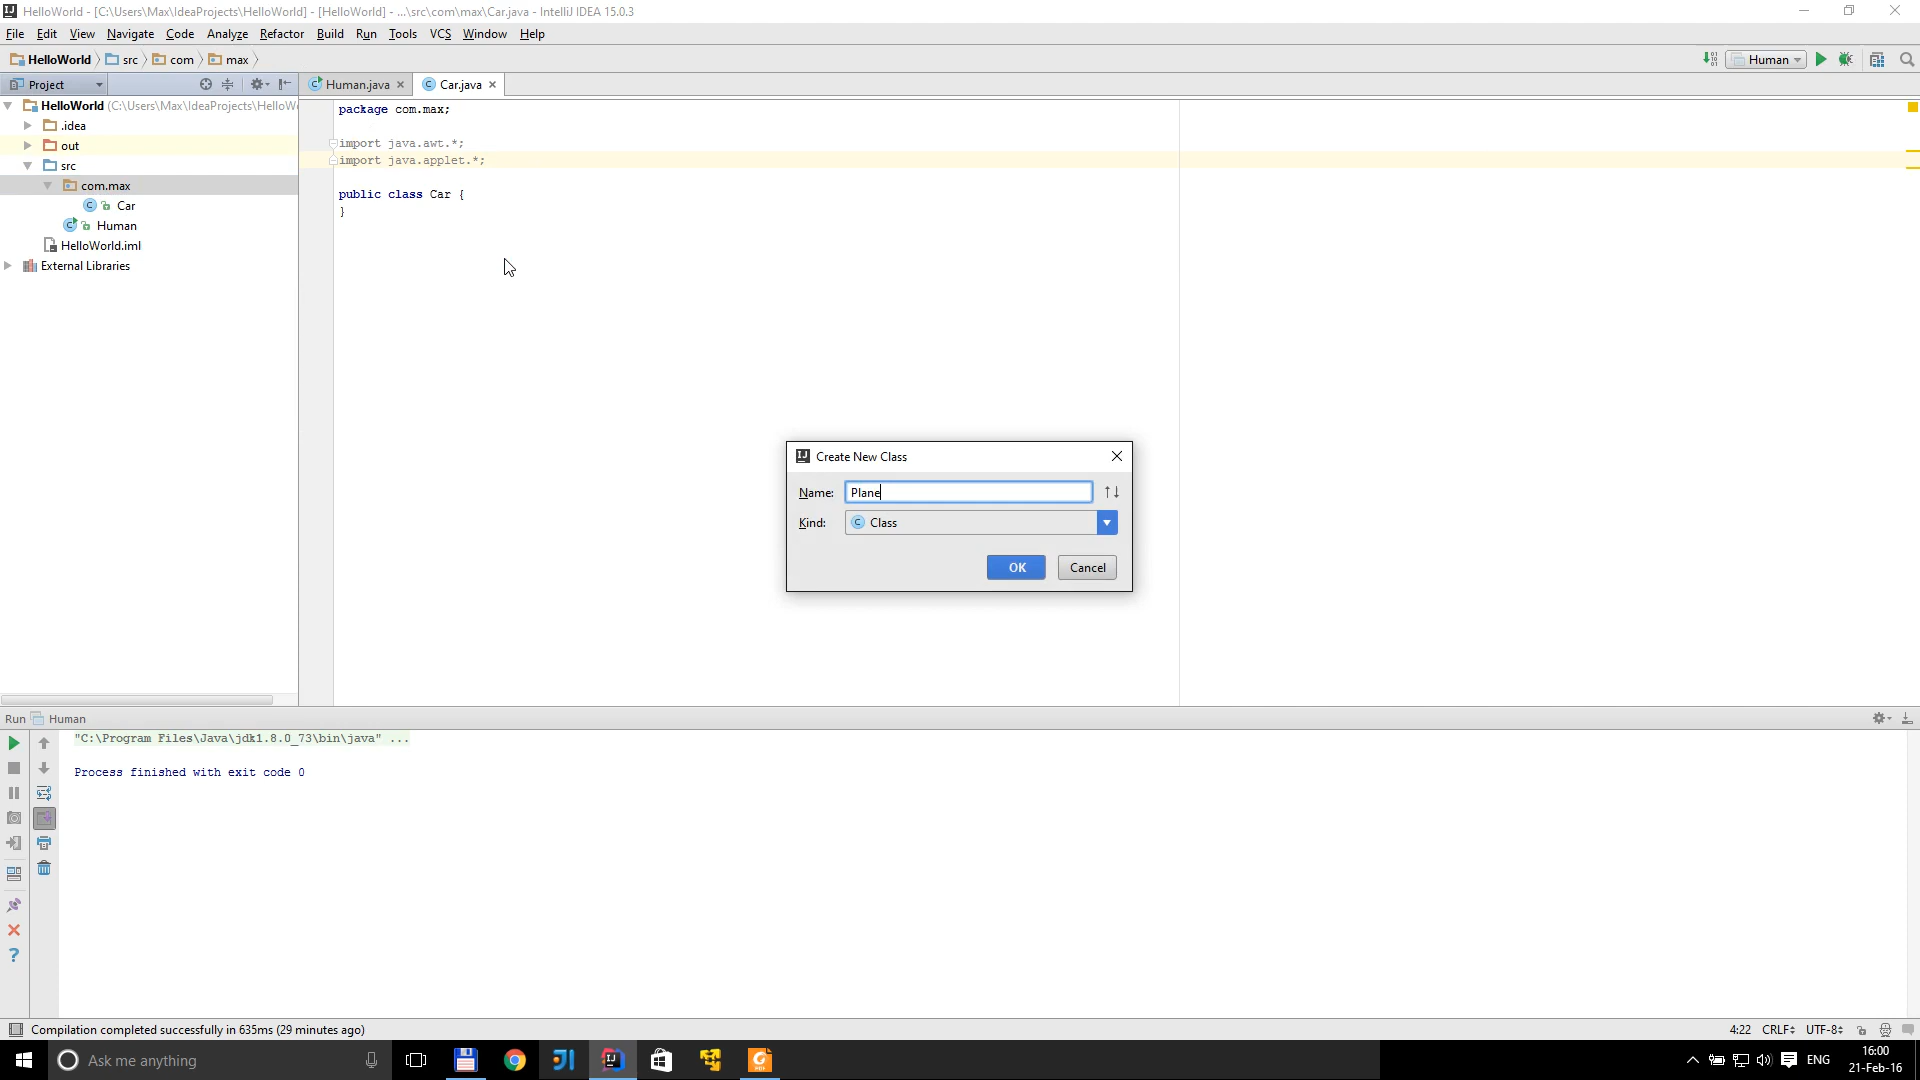 HelloWorld - [C:\Users\Max\IdeaProjects\HelloWorld] - [HelloWorld] - ...\src\com\max\Car.java - IntelliJ IDEA 15.0.3
File Edit View Navigate Code Analyze Refactor Build Run Tools VCS Window Help
HelloWorld src com max Human
Project Human.java Car.java
HelloWorld (C:\Users\Max\IdeaProjects\HelloW
.idea
out
src
com.max
Car
Human
HelloWorld.iml
External Libraries
package com.max;
import java.awt.*;
import java.applet.*;
public class Car {
}
Create New Class
Name: Plane
Kind: Class
OK Cancel
Run Human
"C:\Program Files\Java\jdk1.8.0_73\bin\java" ...
Process finished with exit code 0
Compilation completed successfully in 635ms (29 minutes ago) 4:22 CRLF UTF-8
Ask me anything ENG 16:00
21-Feb-16